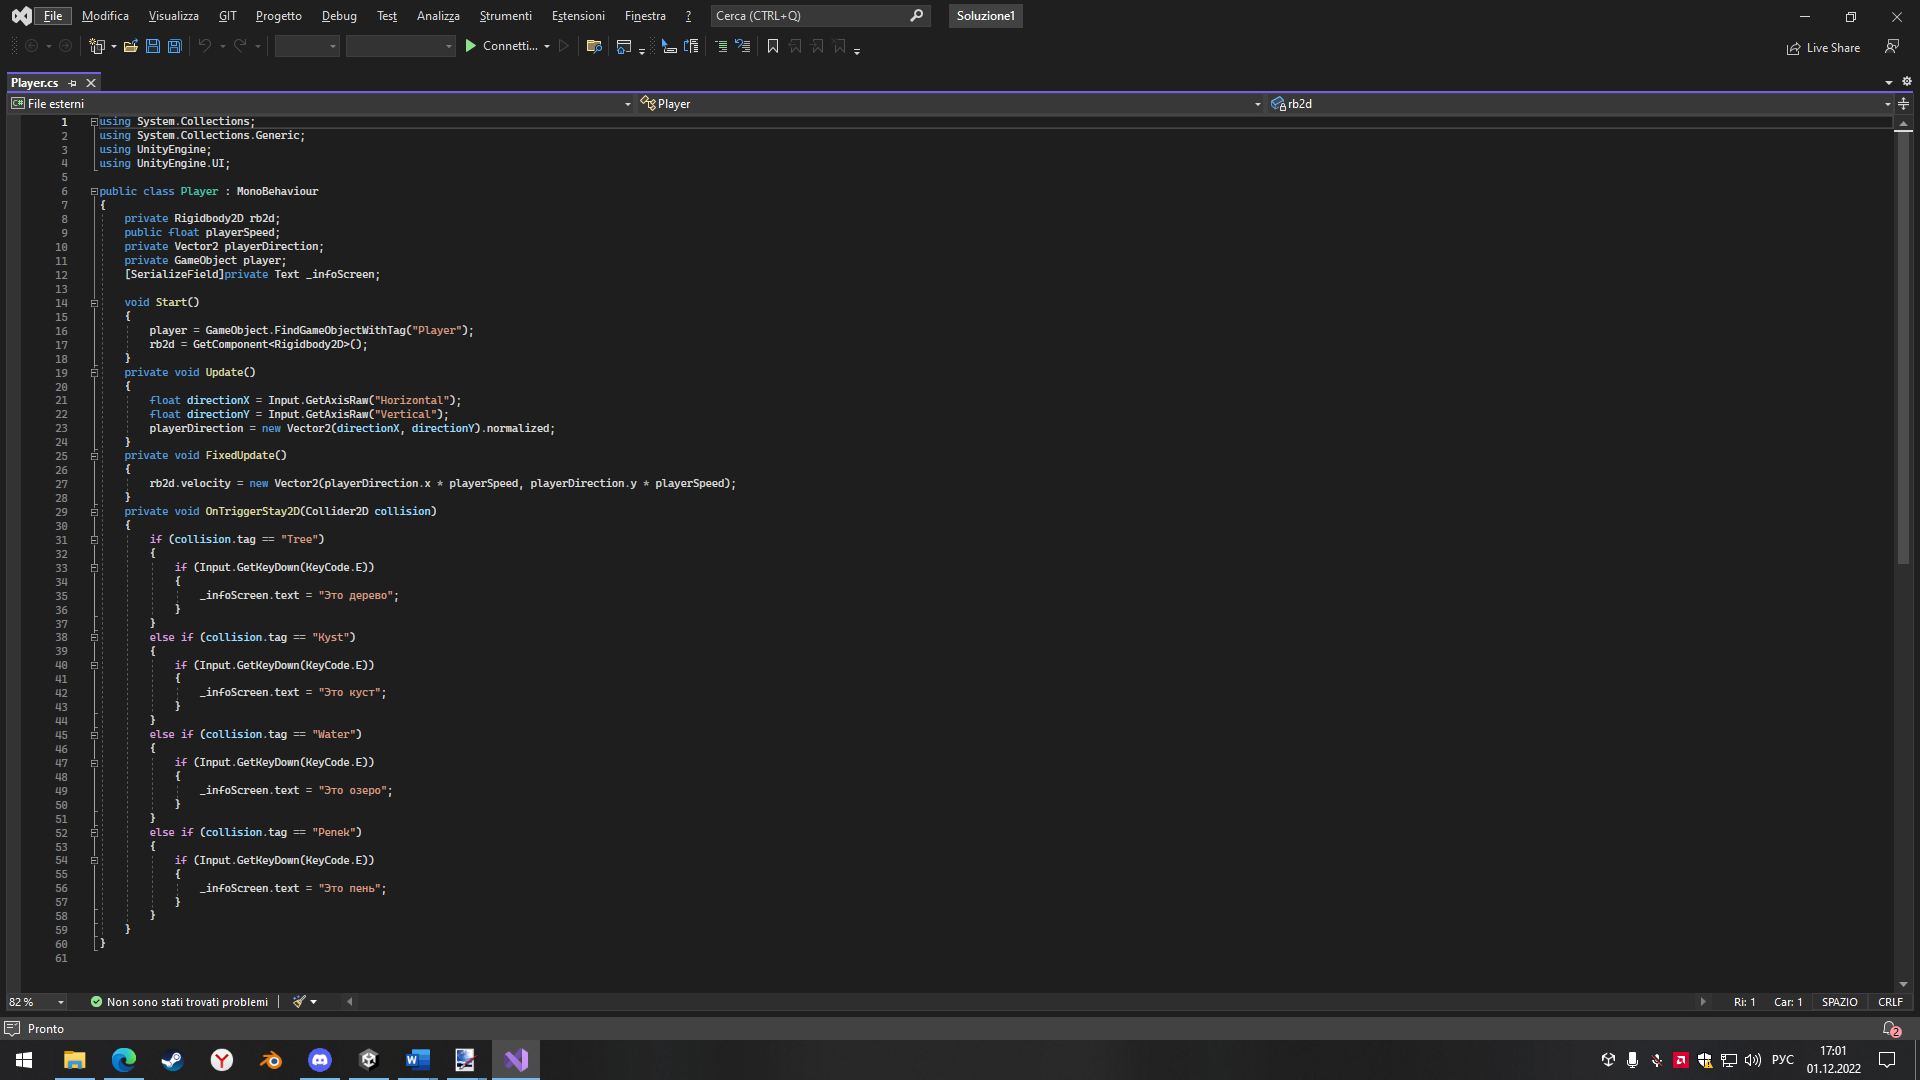 File Modifica Visualizza GIT Progetto Debug Test Analizza Strumenti Estensioni Finestra ? Cerca (CTRL+Q) Soluzione1
Connetti... Live Share
Player.cs
C# File esterni Player rb2d
1 using System.Collections;
2 using System.Collections.Generic;
3 using UnityEngine;
4 using UnityEngine.UI;
5
6 public class Player : MonoBehaviour
7 {
8 private Rigidbody2D rb2d;
9 public float playerSpeed;
10 private Vector2 playerDirection;
11 private GameObject player;
12 [SerializeField]private Text _infoScreen;
13
14 void Start()
15 {
16 player = GameObject.FindGameObjectWithTag("Player");
17 rb2d = GetComponent<Rigidbody2D>();
18 }
19 private void Update()
20 {
21 float directionX = Input.GetAxisRaw("Horizontal");
22 float directionY = Input.GetAxisRaw("Vertical");
23 playerDirection = new Vector2(directionX, directionY).normalized;
24 }
25 private void FixedUpdate()
26 {
27 rb2d.velocity = new Vector2(playerDirection.x * playerSpeed, playerDirection.y * playerSpeed);
28 }
29 private void OnTriggerStay2D(Collider2D collision)
30 {
31 if (collision.tag == "Tree")
32 {
33 if (Input.GetKeyDown(KeyCode.E))
34 {
35 _infoScreen.text = "Это дерево";
36 }
37 }
38 else if (collision.tag == "Kyst")
39 {
40 if (Input.GetKeyDown(KeyCode.E))
41 {
42 _infoScreen.text = "Это куст";
43 }
44 }
45 else if (collision.tag == "Water")
46 {
47 if (Input.GetKeyDown(KeyCode.E))
48 {
49 _infoScreen.text = "Это озеро";
50 }
51 }
52 else if (collision.tag == "Penek")
53 {
54 if (Input.GetKeyDown(KeyCode.E))
55 {
56 _infoScreen.text = "Это пень";
57 }
58 }
59 }
60 }
61
82 % Non sono stati trovati problemi Ri: 1 Car: 1 SPAZIO CRLF
Pronto 2
РУС 17:01
01.12.2022